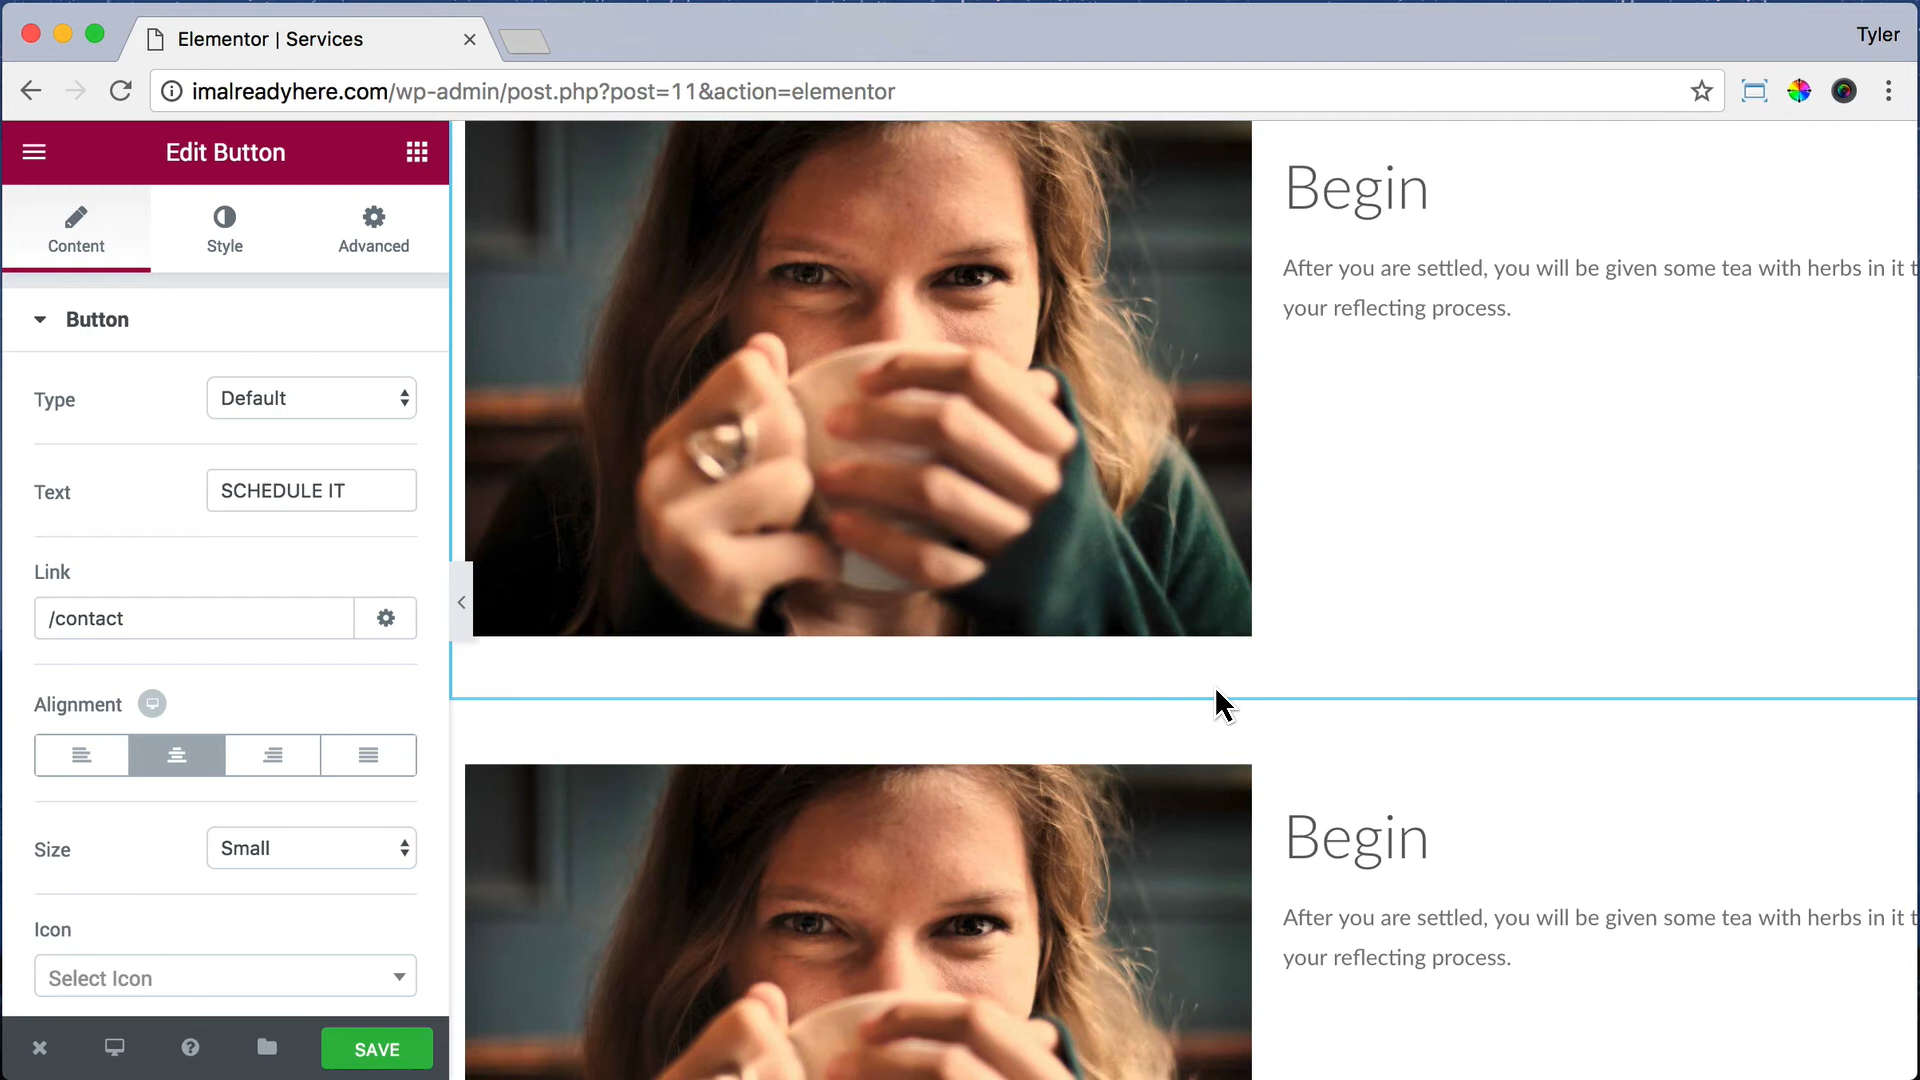 Elementor | Services
Tyler
imalreadyhere.com/wp-admin/post.php?post=11&action=elementor
Edit Button
Content
Style
Advanced
Button
Type
Default
Text
SCHEDULE IT
Link
/contact
Alignment
Size
Small
Icon
Select Icon
SAVE
Begin
After you are settled, you will be given some tea with herbs in it
your reflecting process.
Begin
After you are settled, you will be given some tea with herbs in it
your reflecting process.